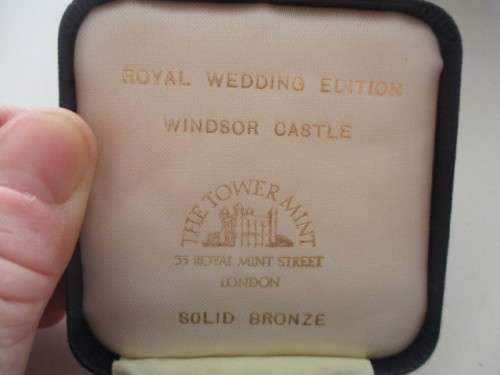 ROYAL WEDDING EDITION
WINDSOR CASTLE
THE TOWER MINT
55 ROYAL MINT STREET
LONDON
SOLID BRONZE